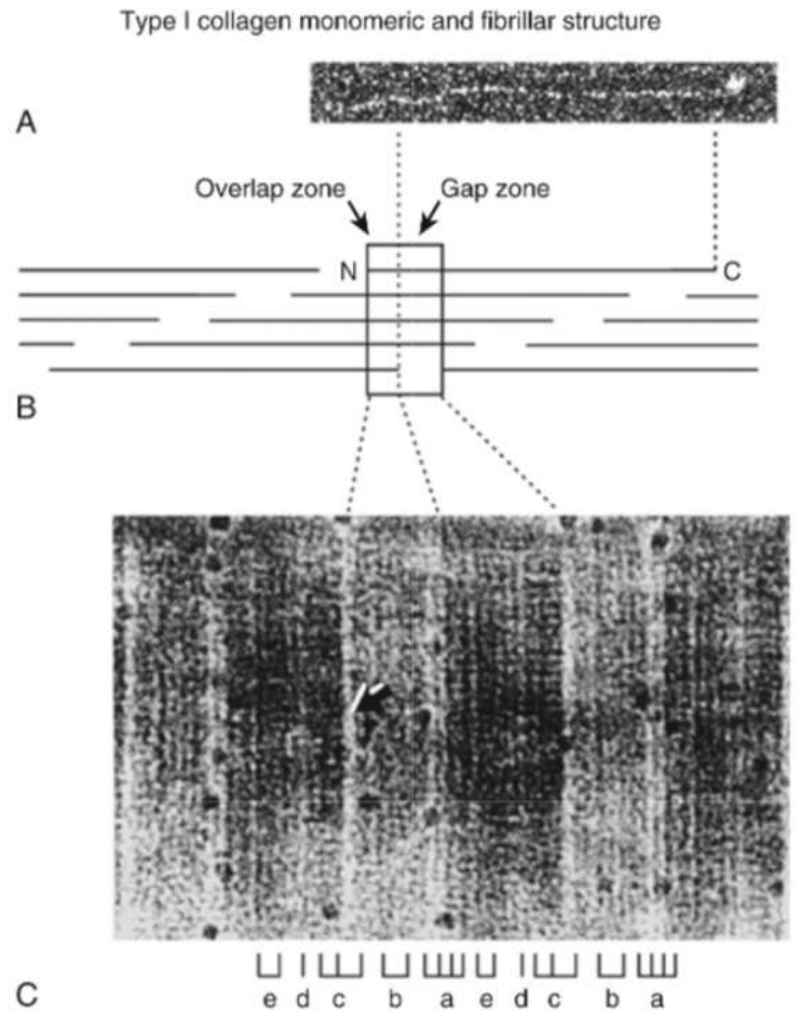 Type I collagen monomeric and fibrillar structure
A
Overlap zone Gap zone
N C
B
e d c b a e d c b a
C